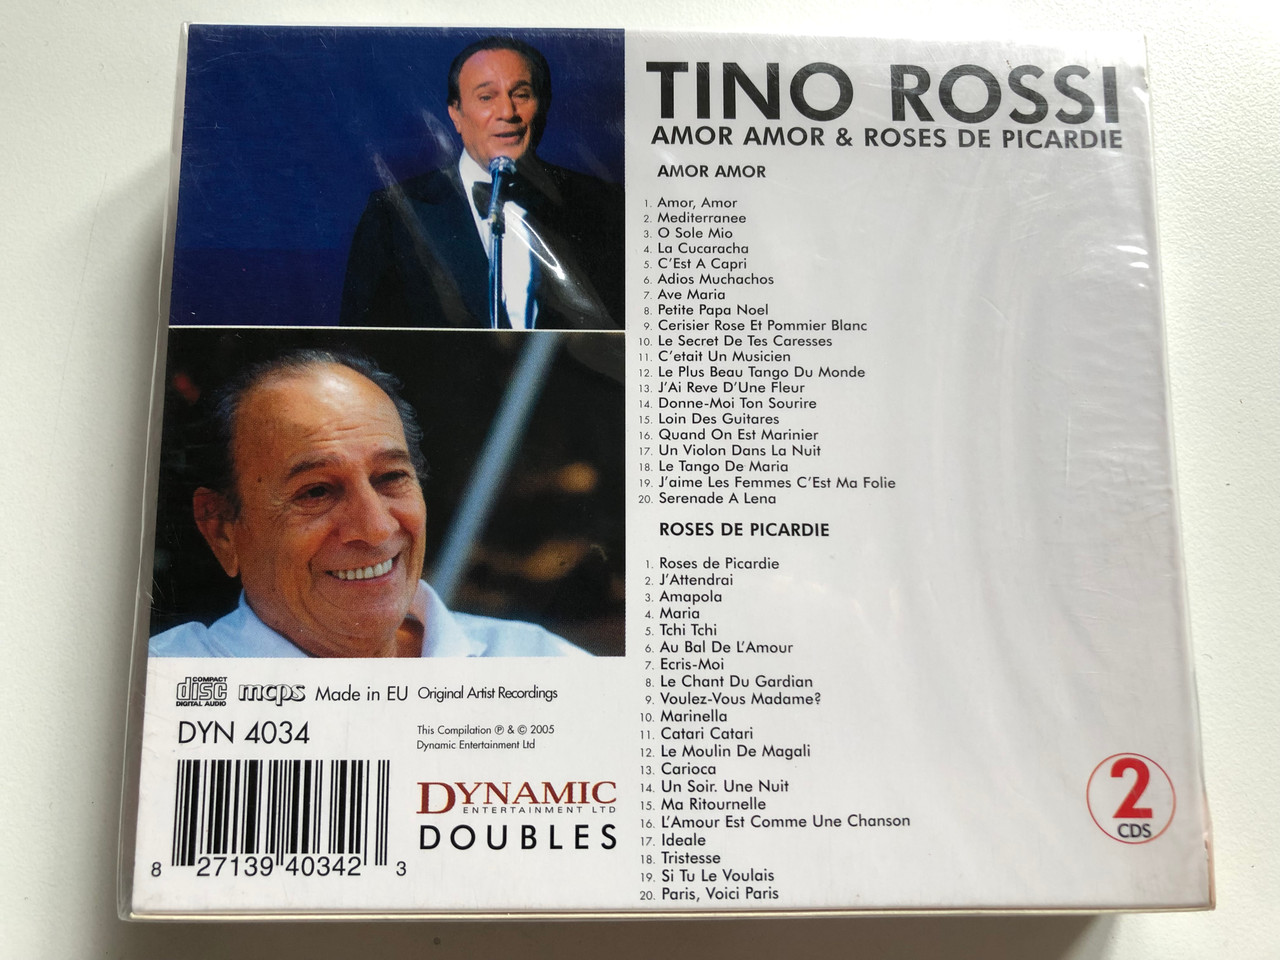 TINO ROSSI
AMOR AMOR & ROSES DE PICARDIE
AMOR AMOR
1. Amor, Amor
2. Mediterranee
3. O Sole Mio
4. La Cucaracha
5. C'Est A Capri
6. Adios Muchachos
7. Ave Maria
8. Petite Papa Noel
9. Cerisier Rose Et Pommier Blanc
10. Le Secret De Tes Caresses
11. C'etait Un Musicien
12. Le Plus Beau Tango Du Monde
13. J'Ai Reve D'Une Fleur
14. Donne-Moi Ton Sourire
15. Loin Des Guitares
16. Quand On Est Marinier
17. Un Violon Dans La Nuit
18. Le Tango De Maria
19. J'aime Les Femmes C'Est Ma Folie
20. Serenade A Lena
ROSES DE PICARDIE
1. Roses de Picardie
2. J'Attendrai
3. Amapola
4. Maria
5. Tchi Tchi
6. Au Bal De L'Amour
7. Ecris-Moi
8. Le Chant Du Gardian
9. Voulez-Vous Madame?
10. Marinella
11. Catari Catari
12. Le Moulin De Magali
13. Carioca
14. Un Soir. Une Nuit
15. Ma Ritournelle
16. L'Amour Est Comme Une Chanson
17. Ideale
18. Tristesse
19. Si Tu Le Voulais
20. Paris, Voici Paris
COMPACT
disc
DIGITAL AUDIO
mcps
Made in EU
Original Artist Recordings
DYN 4034
This Compilation ℗ & © 2005
Dynamic Entertainment Ltd
DYNAMIC
ENTERTAINMENT LTD
DOUBLES
8 27139 40342 3
2
CDS